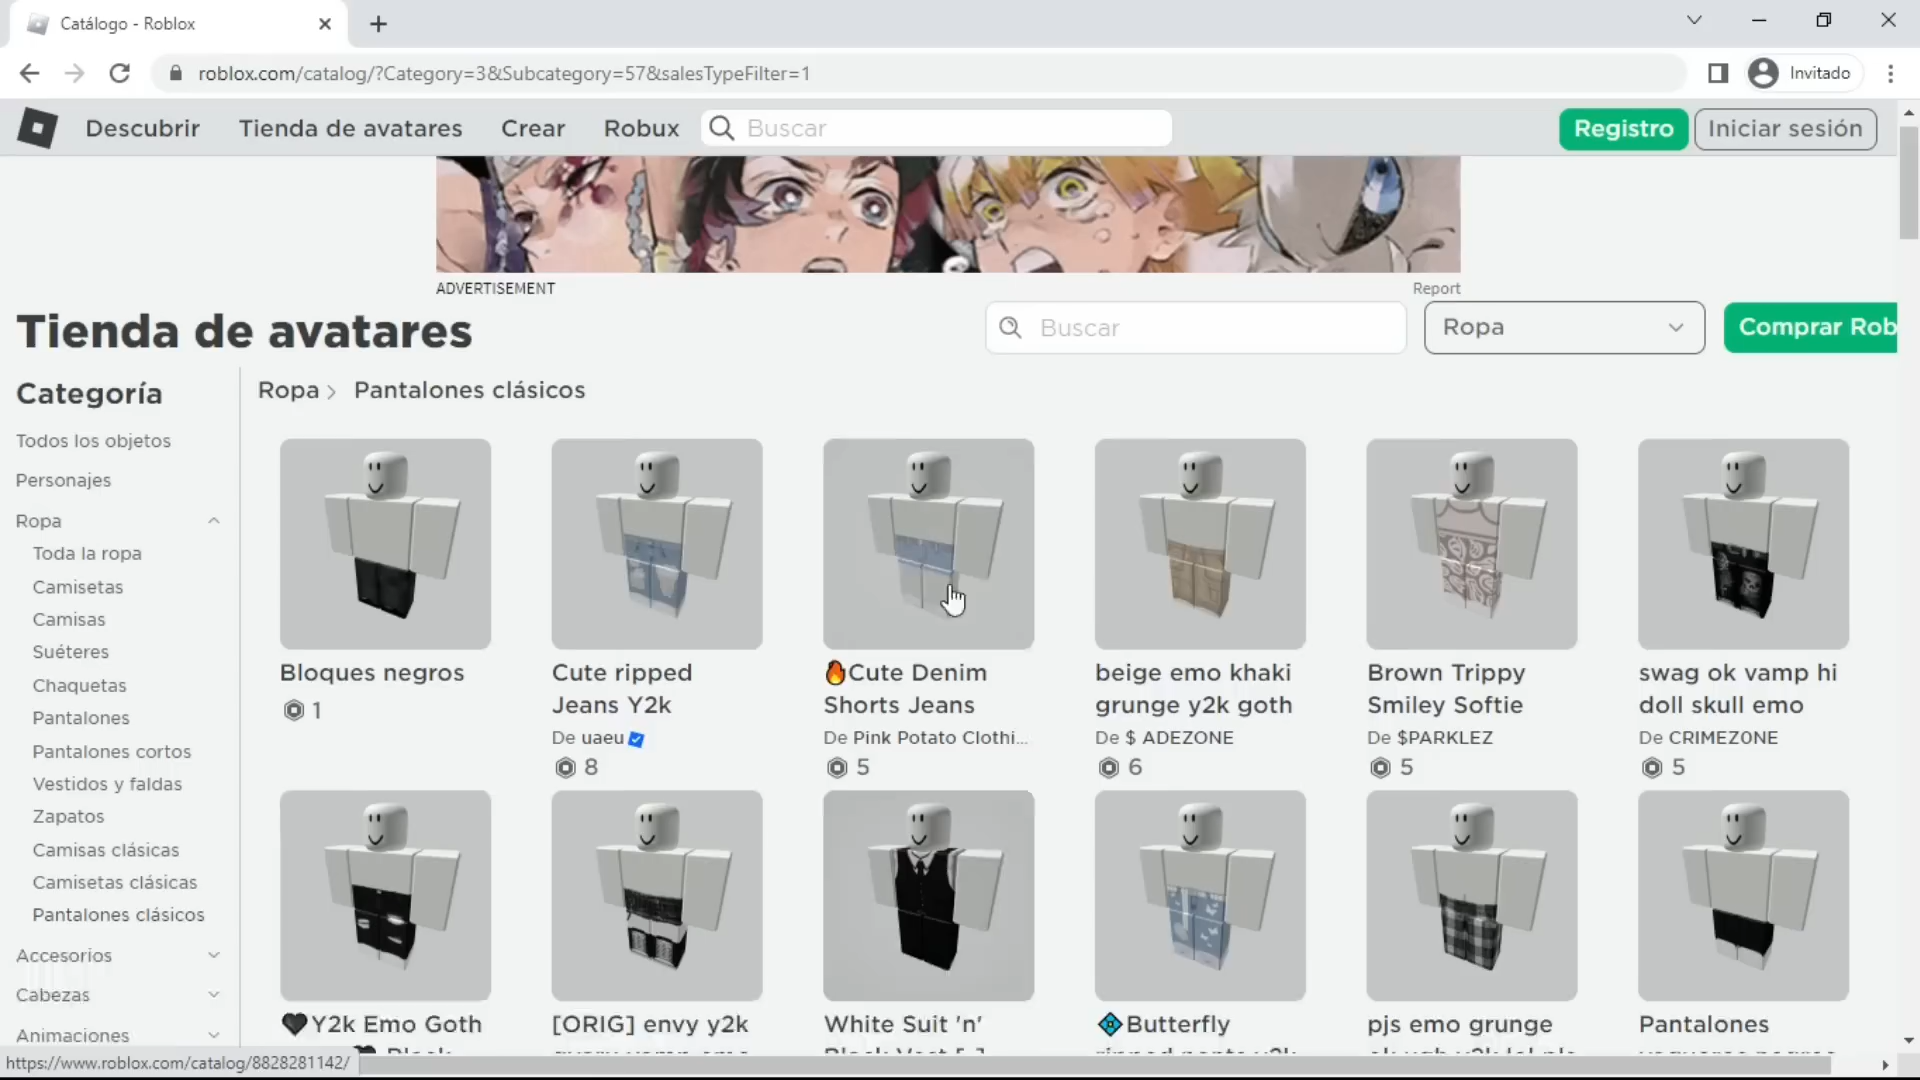 Catálogo - Roblox
roblox.com/catalog/?Category=3&Subcategory=57&salesTypeFilter=1
Invitado
Descubrir
Tienda de avatares
Crear
Robux
Buscar
Registro
Iniciar sesión
ADVERTISEMENT
Report
Tienda de avatares
Buscar
Ropa
Comprar Rob
Categoría
Todos los objetos
Personajes
Ropa
Toda la ropa
Camisetas
Camisas
Suéteres
Chaquetas
Pantalones
Pantalones cortos
Vestidos y faldas
Zapatos
Camisas clásicas
Camisetas clásicas
Pantalones clásicos
Accesorios
Cabezas
Animaciones
Ropa > Pantalones clásicos
Bloques negros
1
Cute ripped
Jeans Y2k
De uaeu
8
🔥Cute Denim
Shorts Jeans
De Pink Potato Clothi...
5
beige emo khaki
grunge y2k goth
De $ ADEZONE
6
Brown Trippy
Smiley Softie
De $PARKLEZ
5
swag ok vamp hi
doll skull emo
De CRIMEZ0NE
5
🖤Y2k Emo Goth
[ORIG] envy y2k
White Suit 'n'
💠Butterfly
pjs emo grunge
Pantalones
https://www.roblox.com/catalog/8828281142/